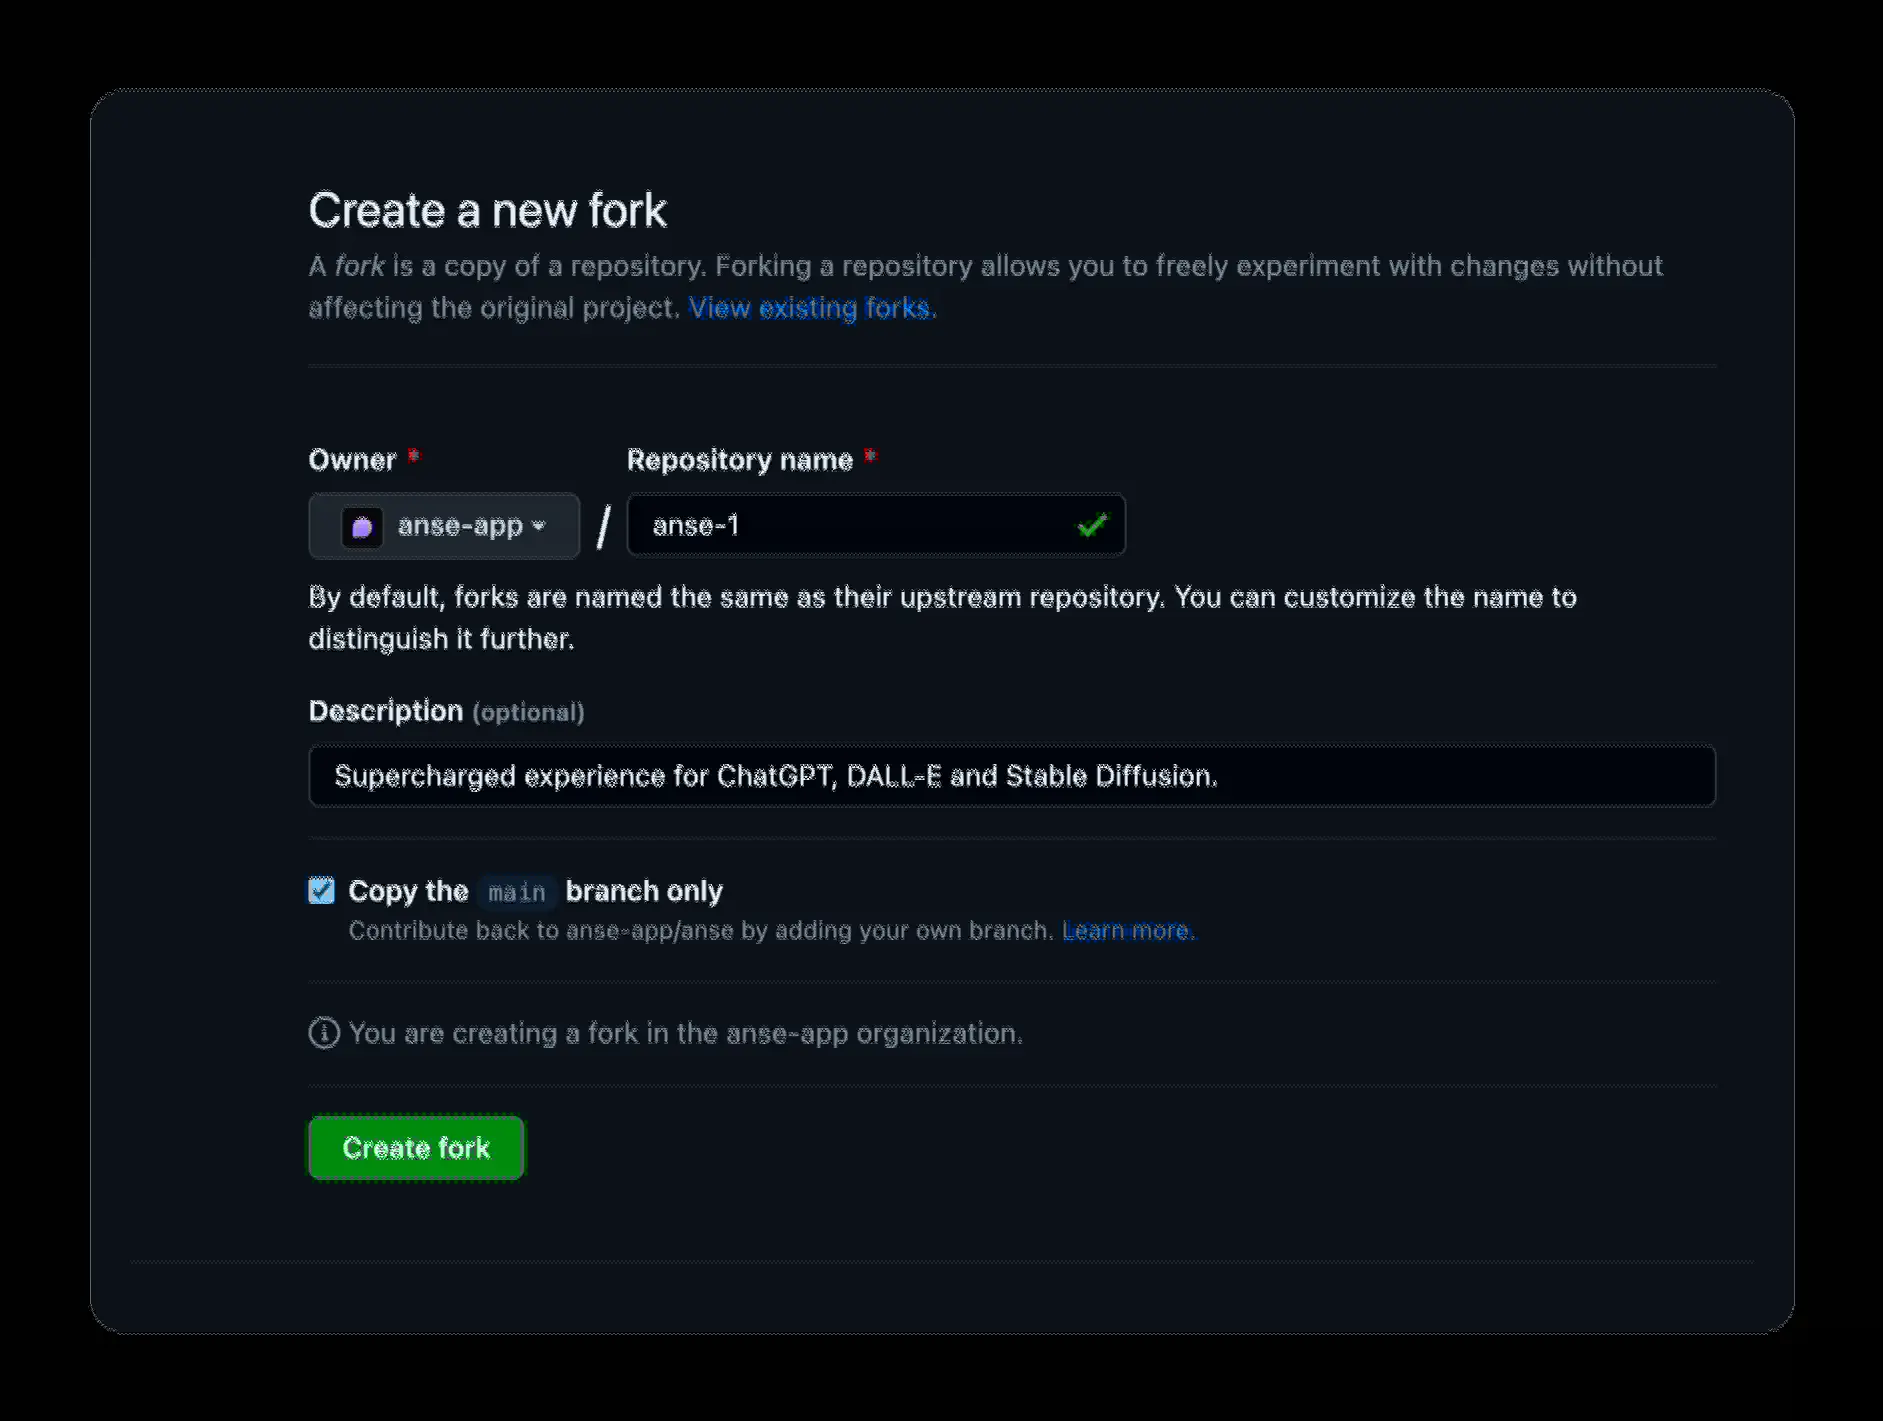 Create a new fork
A fork is a copy of a repository. Forking a repository allows you to freely experiment with changes without
affecting the original project. View existing forks.
Owner * Repository name *
anse-app / anse-1
By default, forks are named the same as their upstream repository. You can customize the name to
distinguish it further.
Description (optional)
Supercharged experience for ChatGPT, DALL-E and Stable Diffusion.
Copy the main branch only
Contribute back to anse-app/anse by adding your own branch. Learn more.
You are creating a fork in the anse-app organization.
Create fork